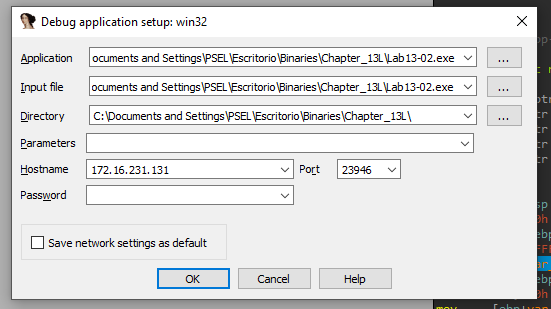 Debug application setup: win32
Application ocuments and Settings\PSEL\Escritorio\Binaries\Chapter_13L\Lab13-02.exe ...
Input file ocuments and Settings\PSEL\Escritorio\Binaries\Chapter_13L\Lab13-02.exe ...
Directory C:\Documents and Settings\PSEL\Escritorio\Binaries\Chapter_13L\ ...
Parameters
Hostname 172.16.231.131 Port 23946
Password
Save network settings as default
OK Cancel Help